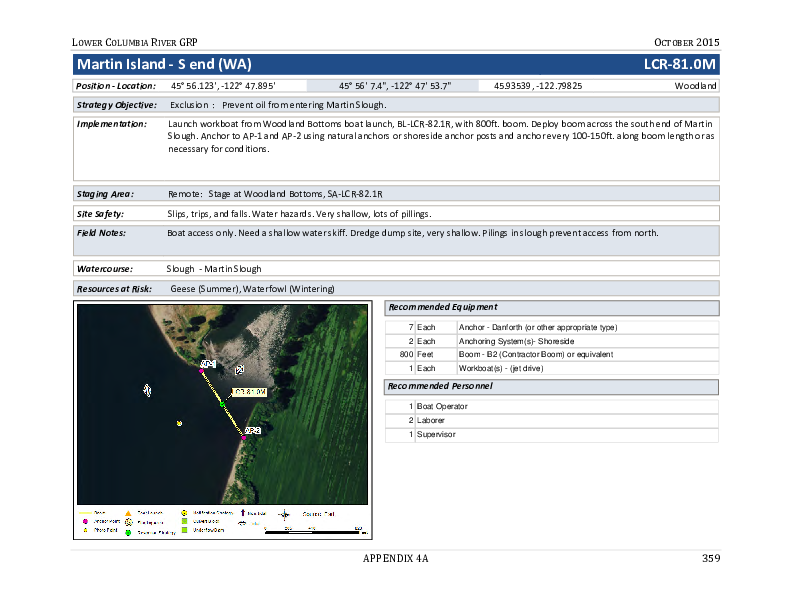 LOWER COLUMBIA RIVER GRP OCTOBER 2015
Martin Island - S end (WA) LCR-81.0M
Position - Location: 45° 56.123', -122° 47.895' 45° 56' 7.4", -122° 47' 53.7" 45.93539, -122.79825 Woodland
Strategy Objective: Exclusion : Prevent oil from entering Martin Slough.
Implementation: Launch workboat from Woodland Bottoms boat launch, BL-LCR-82.1R, with 800ft. boom. Deploy boom across the south end of Martin
Slough. Anchor to AP-1 and AP-2 using natural anchors or shoreside anchor posts and anchor every 100-150ft. along boom length or as
necessary for conditions.
Staging Area: Remote: Stage at Woodland Bottoms, SA-LCR-82.1R
Site Safety: Slips, trips, and falls. Water hazards. Very shallow, lots of pillings.
Field Notes: Boat access only. Need a shallow water skiff. Dredge dump site, very shallow. Pilings in slough prevent access from north.
Watercourse: Slough - Martin Slough
Resources at Risk: Geese (Summer), Waterfowl (Wintering)
Recommended Equipment
7 Each Anchor - Danforth (or other appropriate type)
2 Each Anchoring System(s)- Shoreside
800 Feet Boom - B2 (Contractor Boom) or equivalent
1 Each Workboat(s) - (jet drive)
Recommended Personnel
1 Boat Operator
2 Laborer
1 Supervisor
AP-1
LCR-81.0M
AP-2
Anchor Point
Photo Point
APPENDIX 4A 359